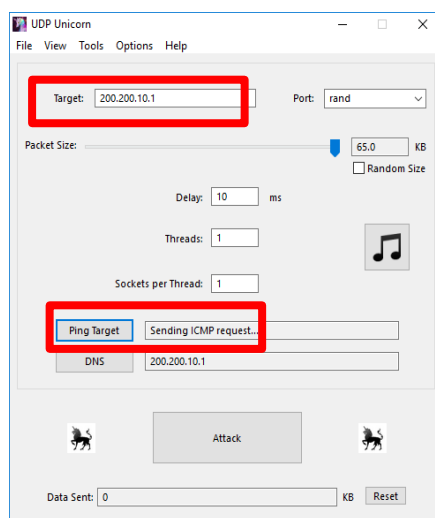 UDP Unicorn
File View Tools Options Help
Target: 200.200.10.1 Port: rand
Packet Size: 65.0 KB
Random Size
Delay: 10 ms
Threads: 1
Sockets per Thread: 1
Ping Target Sending ICMP request...
DNS 200.200.10.1
Attack
Data Sent: 0 KB Reset